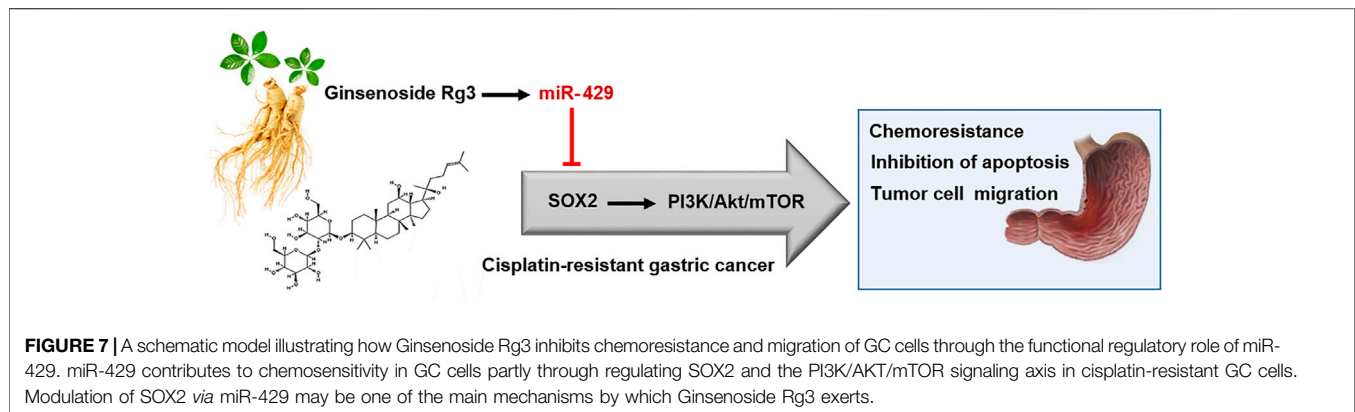 Ginsenoside Rg3 miR-429
Chemoresistance
Inhibition of apoptosis
Tumor cell migration
SOX2 PI3K/Akt/mTOR
Cisplatin-resistant gastric cancer
FIGURE 7 | A schematic model illustrating how Ginsenoside Rg3 inhibits chemoresistance and migration of GC cells through the functional regulatory role of miR-
429. miR-429 contributes to chemosensitivity in GC cells partly through regulating SOX2 and the PI3K/AKT/mTOR signaling axis in cisplatin-resistant GC cells.
Modulation of SOX2 via miR-429 may be one of the main mechanisms by which Ginsenoside Rg3 exerts.